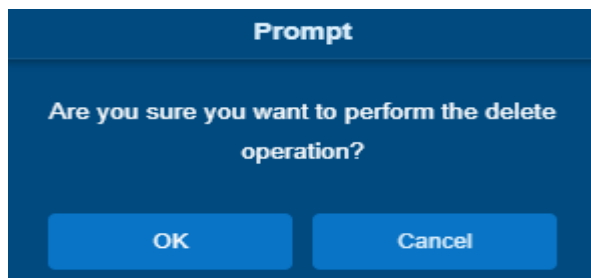 Prompt
Are you sure you want to perform the delete
operation?
OK
Cancel